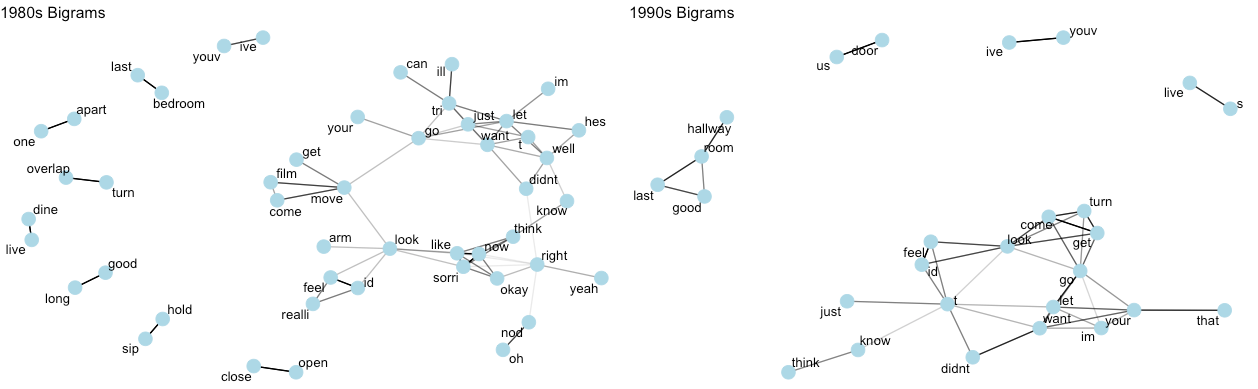 1980s Bigrams
youv
ive
last
bedroom
apart
one
overlap
turn
dine
live
good
long
hold
sip
close
open
can
ill
im
tri
just
let
hes
your
go
want
t
well
get
film
come
move
didnt
know
arm
look
like
now
think
right
feel
id
sorri
okay
yeah
realli
nod
oh
1990s Bigrams
door
us
ive
youv
live
s
hallway
room
last
good
turn
come
look
get
feel
id
go
just
t
let
want
your
im
that
know
think
didnt